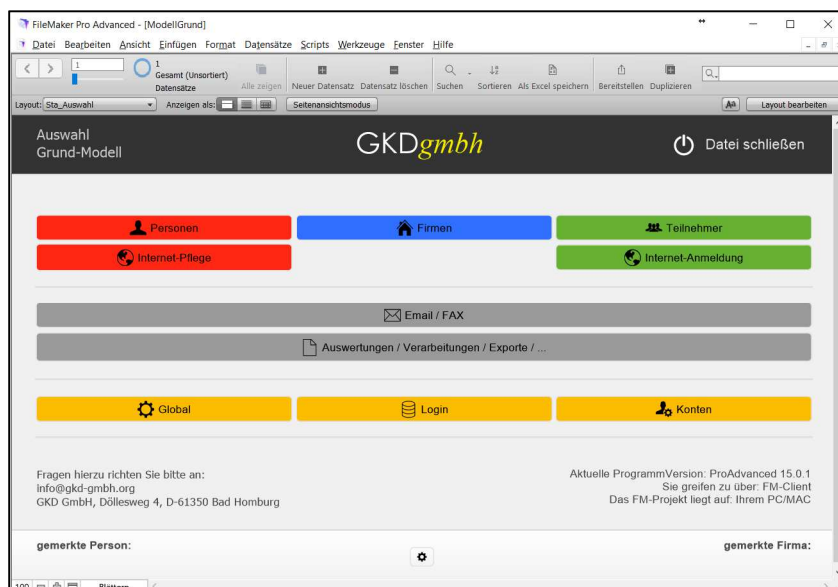 FileMaker Pro Advanced - [ModellGrund]
Datei Bearbeiten Ansicht Einfügen Format Datensätze Scripts Werkzeuge Fenster Hilfe
1
1
Gesamt (Unsortiert)
Datensätze
Alle zeigen
Neuer Datensatz
Datensatz löschen
Suchen
Sortieren
Als Excel speichern
Bereitstellen
Duplizieren
Layout: Sta_Auswahl
Anzeigen als:
Seitenansichtsmodus
Aa
Layout bearbeiten
Auswahl
Grund-Modell
GKDgmbh
Datei schließen
Personen
Firmen
Teilnehmer
Internet-Pflege
Internet-Anmeldung
Email / FAX
Auswertungen / Verarbeitungen / Exporte / ...
Global
Login
Konten
Fragen hierzu richten Sie bitte an:
info@gkd-gmbh.org
GKD GmbH, Döllesweg 4, D-61350 Bad Homburg
Aktuelle ProgrammVersion: ProAdvanced 15.0.1
Sie greifen zu über: FM-Client
Das FM-Projekt liegt auf: Ihrem PC/MAC
gemerkte Person:
gemerkte Firma:
100
Blättern